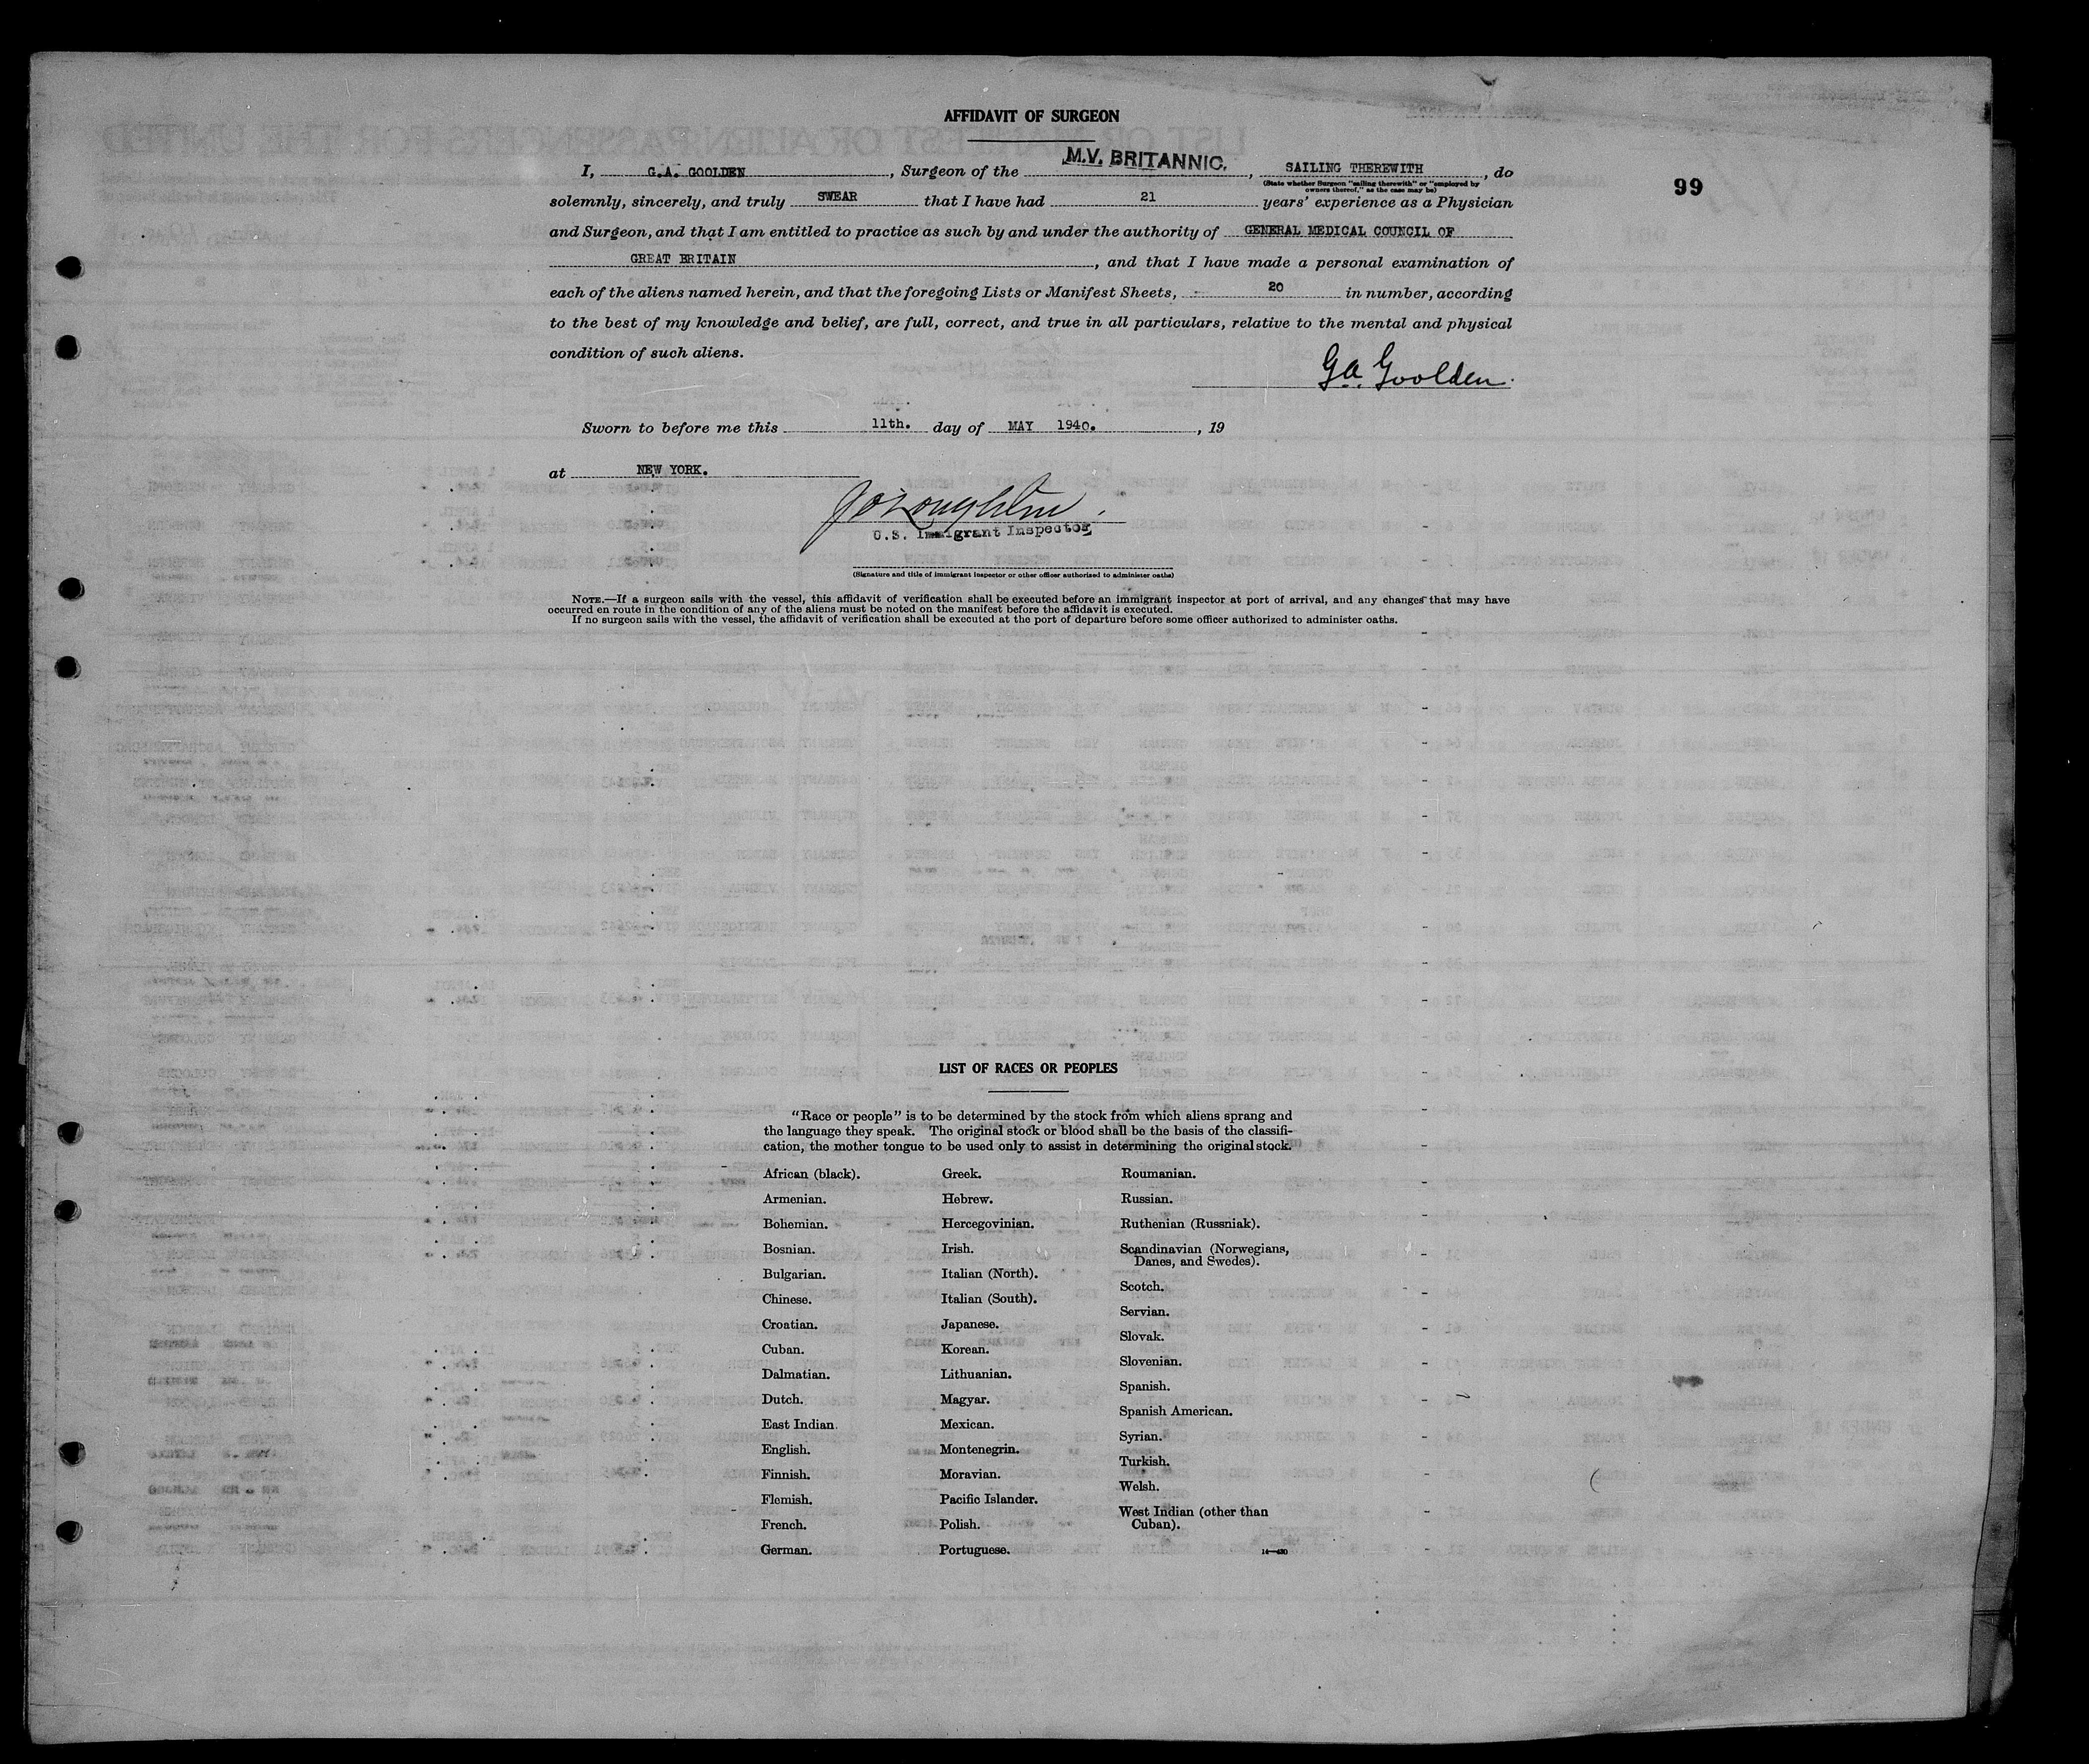 AFFIDAVIT OF SURGEON
99
I, G.A. GOOLDEN, Surgeon of the M.V. BRITANNIC., SAILING THEREWITH, do
(State whether Surgeon "sailing therewith" or "employed by
owners thereof," as the case may be)
solemnly, sincerely, and truly SWEAR that I have had 21 years' experience as a Physician
and Surgeon, and that I am entitled to practice as such by and under the authority of GENERAL MEDICAL COUNCIL OF
GREAT BRITAIN, and that I have made a personal examination of
each of the aliens named herein, and that the foregoing Lists or Manifest Sheets, 20 in number, according
to the best of my knowledge and belief, are full, correct, and true in all particulars, relative to the mental and physical
condition of such aliens.
Ga. Goolden.
Sworn to before me this 11th. day of MAY 1940., 19
at NEW YORK.
U.S. Immigrant Inspector
(Signature and title of immigrant inspector or other officer authorized to administer oaths)
NOTE.—If a surgeon sails with the vessel, this affidavit of verification shall be executed before an immigrant inspector at port of arrival, and any changes that may have
occurred en route in the condition of any of the aliens must be noted on the manifest before the affidavit is executed.
If no surgeon sails with the vessel, the affidavit of verification shall be executed at the port of departure before some officer authorized to administer oaths.
LIST OF RACES OR PEOPLES
"Race or people" is to be determined by the stock from which aliens sprang and
the language they speak. The original stock or blood shall be the basis of the classifi-
cation, the mother tongue to be used only to assist in determining the original stock.
African (black).
Armenian.
Bohemian.
Bosnian.
Bulgarian.
Chinese.
Croatian.
Cuban.
Dalmatian.
Dutch.
East Indian.
English.
Finnish.
Flemish.
French.
German.
Greek.
Hebrew.
Hercegovinian.
Irish.
Italian (North).
Italian (South).
Japanese.
Korean.
Lithuanian.
Magyar.
Mexican.
Montenegrin.
Moravian.
Pacific Islander.
Polish.
Portuguese.
Roumanian.
Russian.
Ruthenian (Russniak).
Scandinavian (Norwegians,
Danes, and Swedes).
Scotch.
Servian.
Slovak.
Slovenian.
Spanish.
Spanish American.
Syrian.
Turkish.
Welsh.
West Indian (other than
Cuban).